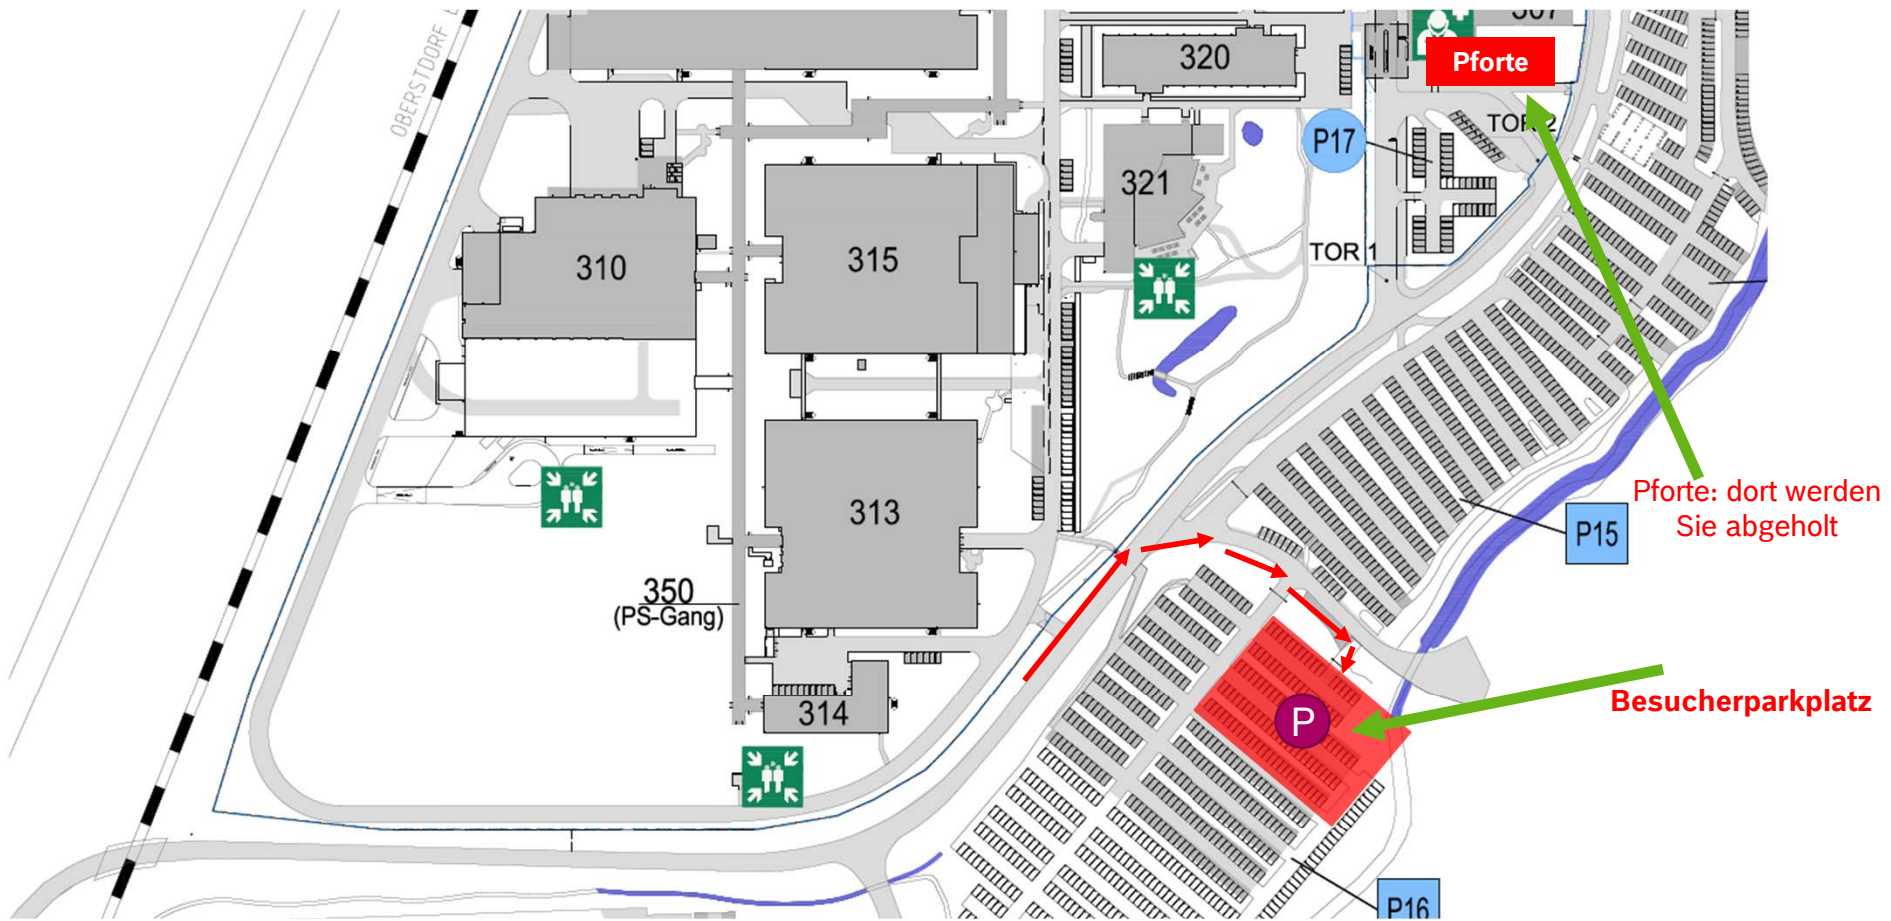 OBERSTDORF
307
320
Pforte
P17
TOR 2
321
TOR 1
310
315
Pforte: dort werden
Sie abgeholt
313
P15
350
(PS-Gang)
314
P
Besucherparkplatz
P16